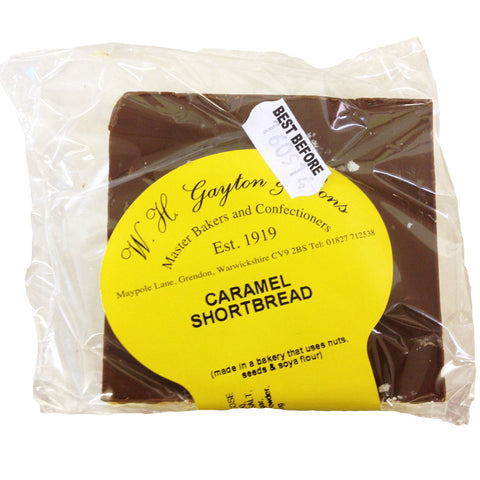 BEST BEFORE
W. H. Gayton
Master Bakers and Confectioners
Est. 1919
Maypole Lane, Grendon, Warwickshire CV9 2BS Tel: 01827 712538
CARAMEL
SHORTBREAD
(made in a bakery that uses nuts,
seeds & soya flour)